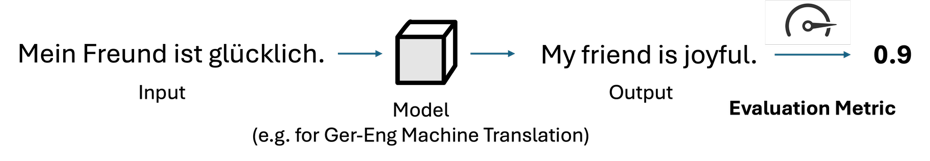 Mein Freund ist glücklich.
My friend is joyful.
0.9
Input
Model
(e.g. for Ger-Eng Machine Translation)
Output
Evaluation Metric